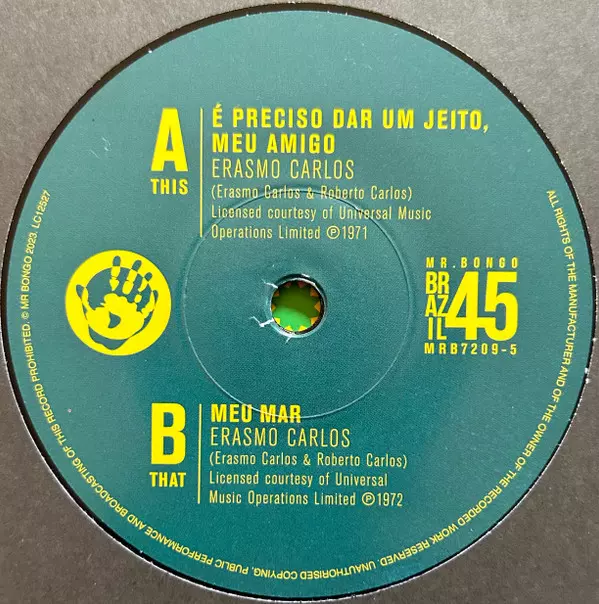 A
THIS
É PRECISO DAR UM JEITO,
MEU AMIGO
ERASMO CARLOS
(Erasmo Carlos & Roberto Carlos)
Licensed courtesy of Universal Music
Operations Limited ℗1971
MR.BONGO
BR
AZ
IL
45
MRB7209-5
B
THAT
MEU MAR
ERASMO CARLOS
(Erasmo Carlos & Roberto Carlos)
Licensed courtesy of Universal
Music Operations Limited ℗1972
ALL RIGHTS OF THE MANUFACTURER AND OF THE OWNER OF THE RECORDED WORK RESERVED. UNAUTHORISED COPYING, PUBLIC PERFORMANCE AND BROADCASTING OF THIS RECORD PROHIBITED. © MR BONGO 2023. LC12527